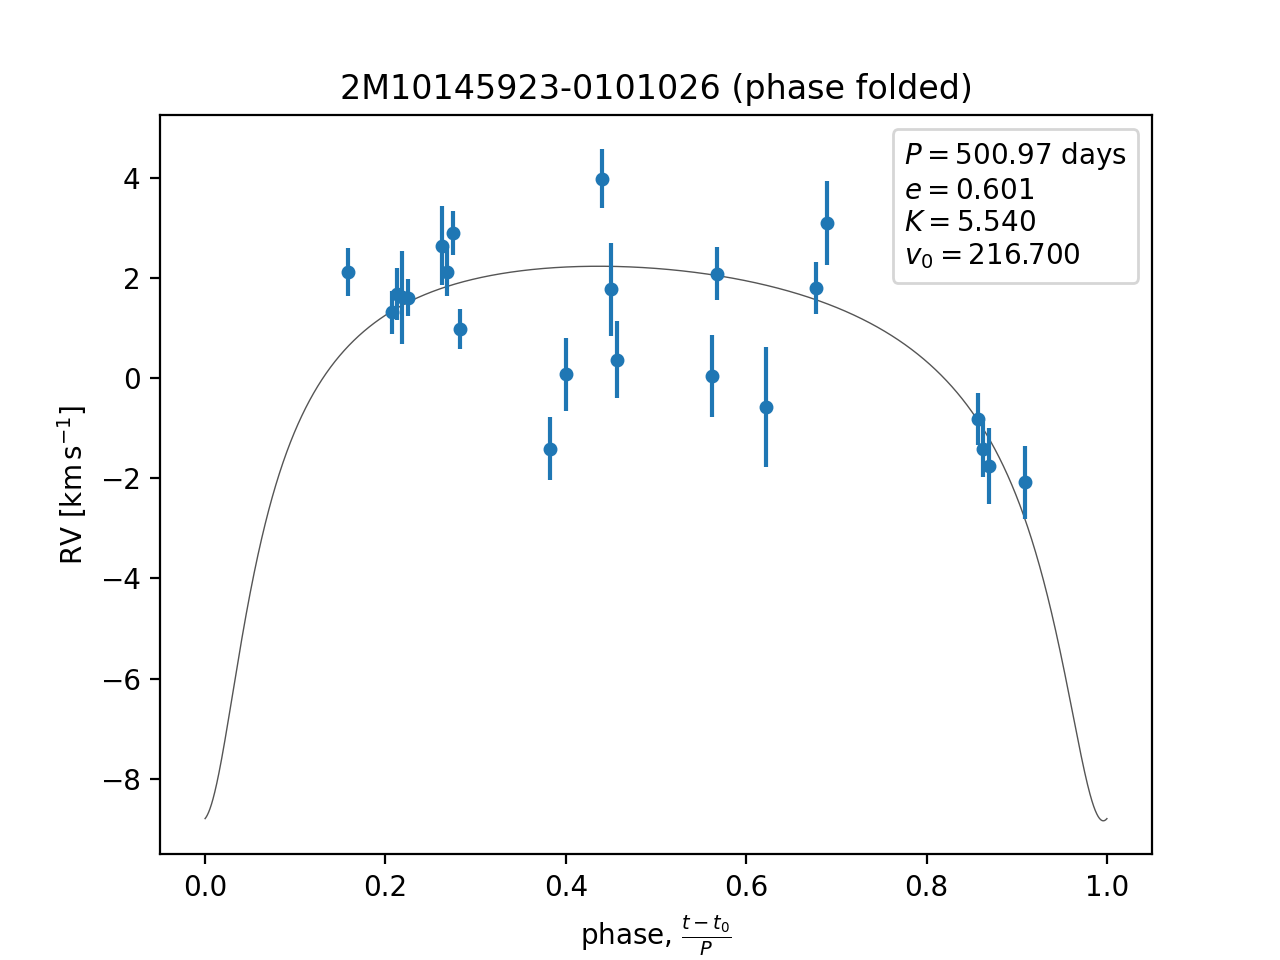 2M10145923-0101026 (phase folded)
P = 500.97 days
e = 0.601
K = 5.540
v₀ = 216.700
4
2
0
−2
−4
−6
−8
RV [km s⁻¹]
0.0 0.2 0.4 0.6 0.8 1.0
phase, (t − t₀)/P